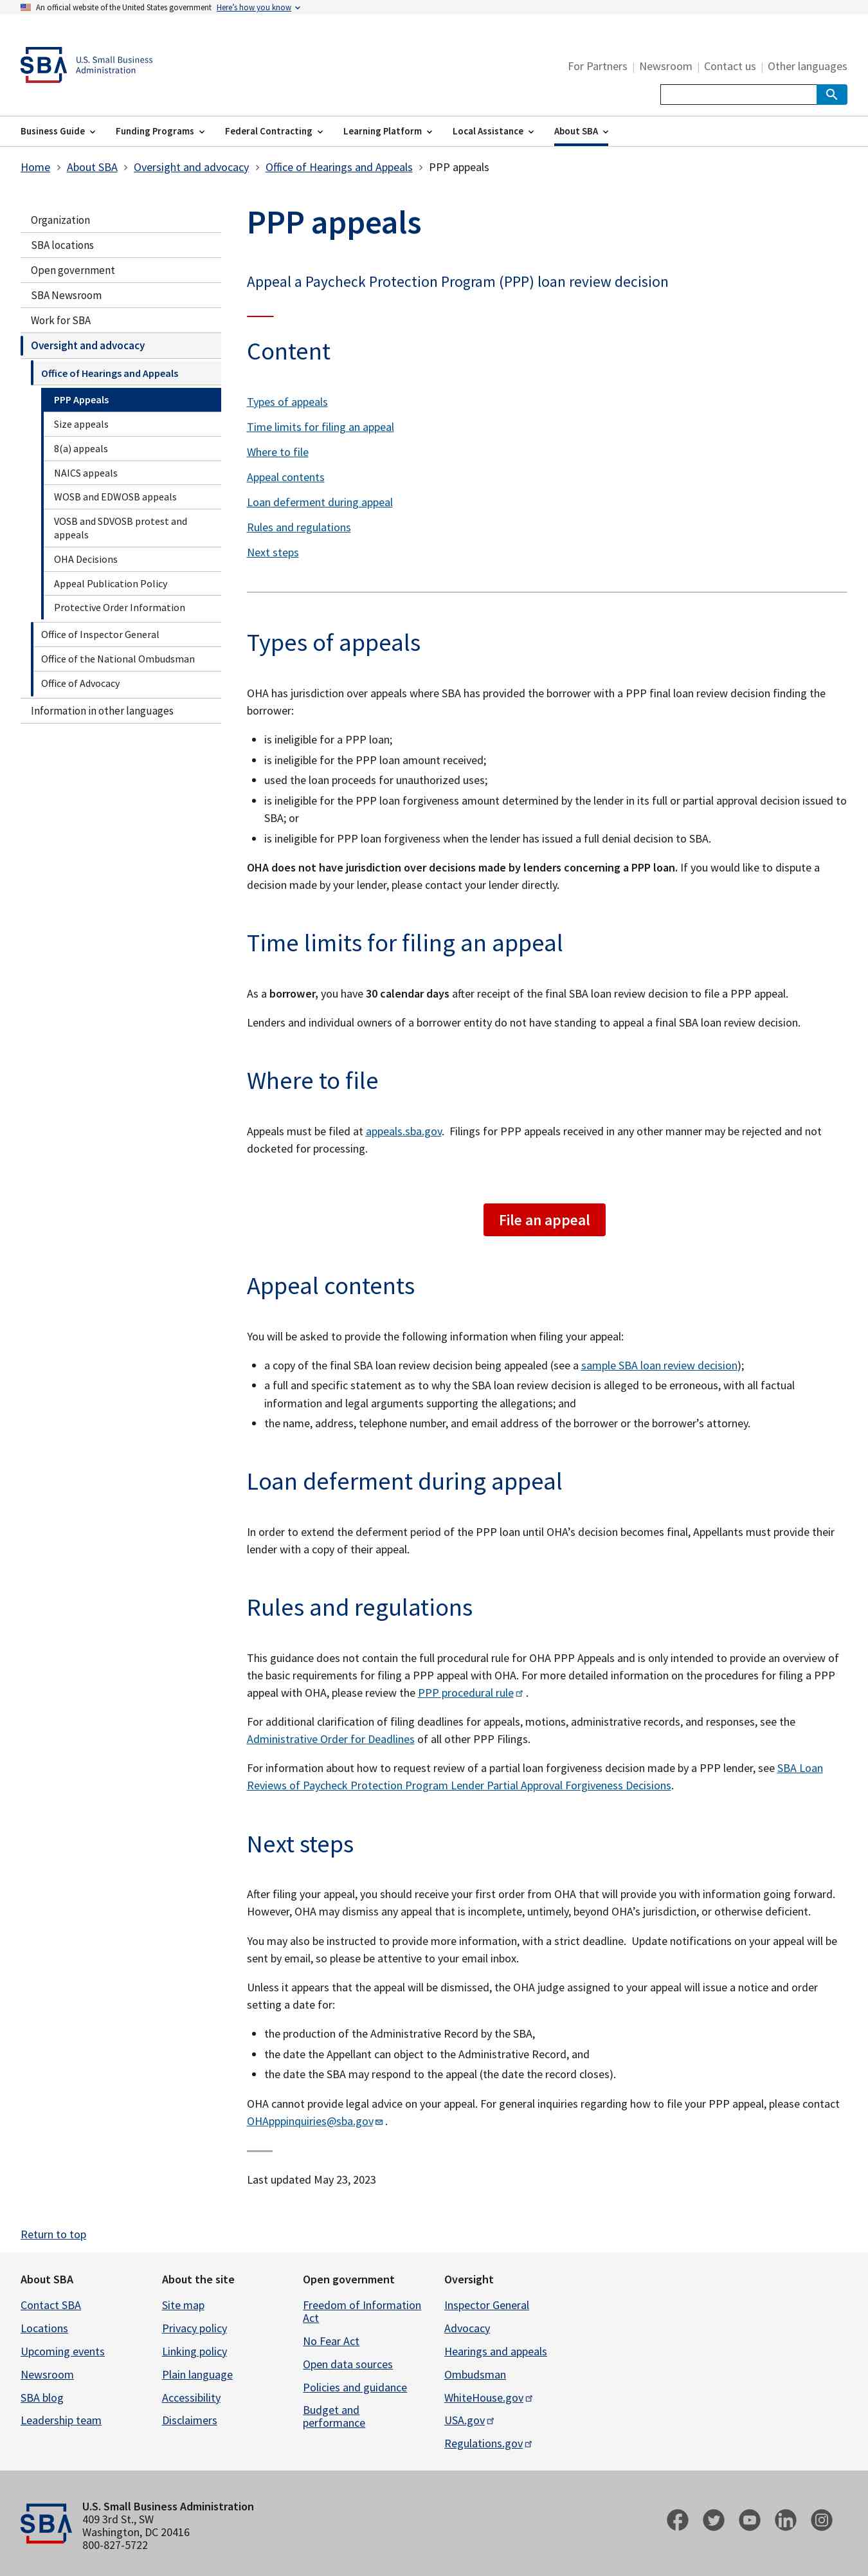 An official website of the United States government Here's how you know
SBA U.S. Small Business
Administration
For Partners | Newsroom | Contact us | Other languages
Business Guide Funding Programs Federal Contracting Learning Platform Local Assistance About SBA
Home > About SBA > Oversight and advocacy > Office of Hearings and Appeals > PPP appeals
Organization
SBA locations
Open government
SBA Newsroom
Work for SBA
Oversight and advocacy
Office of Hearings and Appeals
PPP Appeals
Size appeals
8(a) appeals
NAICS appeals
WOSB and EDWOSB appeals
VOSB and SDVOSB protest and
appeals
OHA Decisions
Appeal Publication Policy
Protective Order Information
Office of Inspector General
Office of the National Ombudsman
Office of Advocacy
Information in other languages
PPP appeals
Appeal a Paycheck Protection Program (PPP) loan review decision
Content
Types of appeals
Time limits for filing an appeal
Where to file
Appeal contents
Loan deferment during appeal
Rules and regulations
Next steps
Types of appeals
OHA has jurisdiction over appeals where SBA has provided the borrower with a PPP final loan review decision finding the
borrower:
• is ineligible for a PPP loan;
• is ineligible for the PPP loan amount received;
• used the loan proceeds for unauthorized uses;
• is ineligible for the PPP loan forgiveness amount determined by the lender in its full or partial approval decision issued to
SBA; or
• is ineligible for PPP loan forgiveness when the lender has issued a full denial decision to SBA.
OHA does not have jurisdiction over decisions made by lenders concerning a PPP loan. If you would like to dispute a
decision made by your lender, please contact your lender directly.
Time limits for filing an appeal
As a borrower, you have 30 calendar days after receipt of the final SBA loan review decision to file a PPP appeal.
Lenders and individual owners of a borrower entity do not have standing to appeal a final SBA loan review decision.
Where to file
Appeals must be filed at appeals.sba.gov. Filings for PPP appeals received in any other manner may be rejected and not
docketed for processing.
File an appeal
Appeal contents
You will be asked to provide the following information when filing your appeal:
• a copy of the final SBA loan review decision being appealed (see a sample SBA loan review decision);
• a full and specific statement as to why the SBA loan review decision is alleged to be erroneous, with all factual
information and legal arguments supporting the allegations; and
• the name, address, telephone number, and email address of the borrower or the borrower's attorney.
Loan deferment during appeal
In order to extend the deferment period of the PPP loan until OHA's decision becomes final, Appellants must provide their
lender with a copy of their appeal.
Rules and regulations
This guidance does not contain the full procedural rule for OHA PPP Appeals and is only intended to provide an overview of
the basic requirements for filing a PPP appeal with OHA. For more detailed information on the procedures for filing a PPP
appeal with OHA, please review the PPP procedural rule .
For additional clarification of filing deadlines for appeals, motions, administrative records, and responses, see the
Administrative Order for Deadlines of all other PPP Filings.
For information about how to request review of a partial loan forgiveness decision made by a PPP lender, see SBA Loan
Reviews of Paycheck Protection Program Lender Partial Approval Forgiveness Decisions.
Next steps
After filing your appeal, you should receive your first order from OHA that will provide you with information going forward.
However, OHA may dismiss any appeal that is incomplete, untimely, beyond OHA's jurisdiction, or otherwise deficient.
You may also be instructed to provide more information, with a strict deadline. Update notifications on your appeal will be
sent by email, so please be attentive to your email inbox.
Unless it appears that the appeal will be dismissed, the OHA judge assigned to your appeal will issue a notice and order
setting a date for:
• the production of the Administrative Record by the SBA,
• the date the Appellant can object to the Administrative Record, and
• the date the SBA may respond to the appeal (the date the record closes).
OHA cannot provide legal advice on your appeal. For general inquiries regarding how to file your PPP appeal, please contact
OHApppinquiries@sba.gov .
Last updated May 23, 2023
Return to top
About SBA
Contact SBA
Locations
Upcoming events
Newsroom
SBA blog
Leadership team
About the site
Site map
Privacy policy
Linking policy
Plain language
Accessibility
Disclaimers
Open government
Freedom of Information
Act
No Fear Act
Open data sources
Policies and guidance
Budget and
performance
Oversight
Inspector General
Advocacy
Hearings and appeals
Ombudsman
WhiteHouse.gov
USA.gov
Regulations.gov
SBA
U.S. Small Business Administration
409 3rd St., SW
Washington, DC 20416
800-827-5722